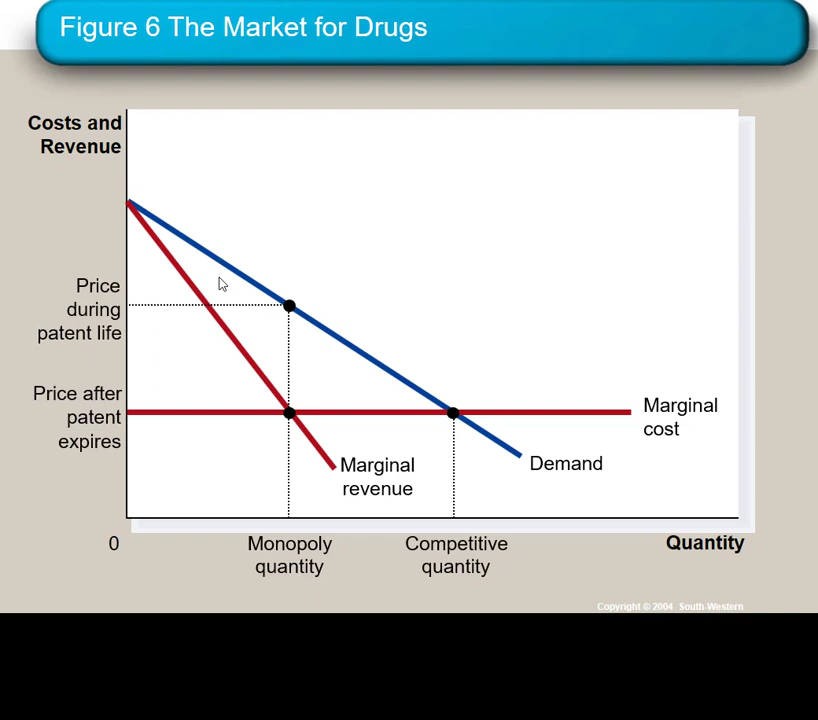 Figure 6 The Market for Drugs
Costs and
Revenue
Price
during
patent life
Price after
patent
expires
Marginal
cost
Marginal
revenue
Demand
0
Monopoly
quantity
Competitive
quantity
Quantity
Copyright © 2004 South-Western